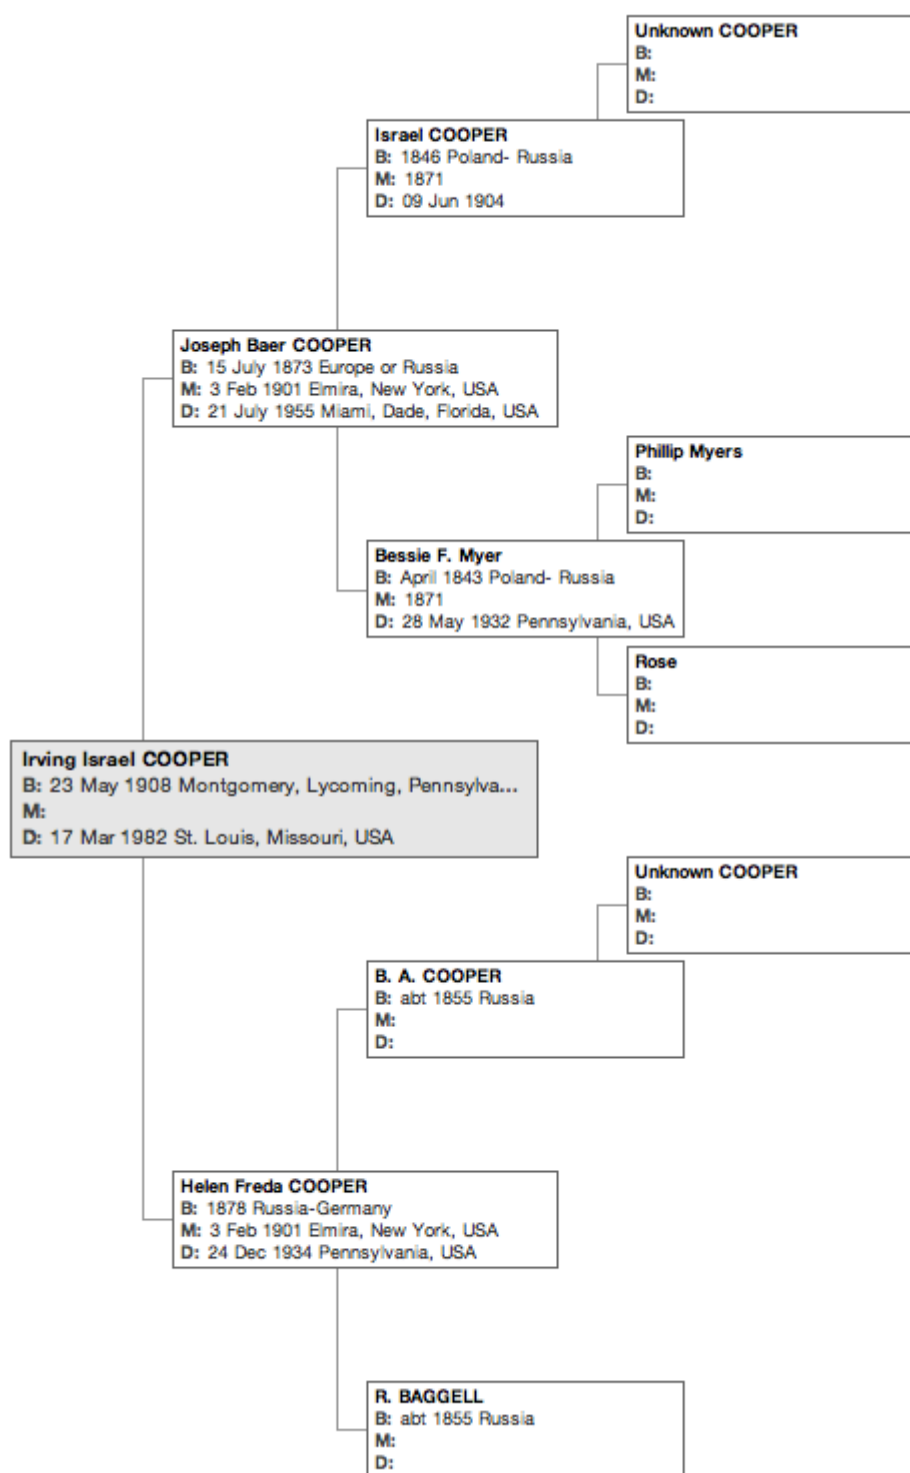 Unknown COOPER
B:
M:
D:
Israel COOPER
B: 1846 Poland- Russia
M: 1871
D: 09 Jun 1904
Joseph Baer COOPER
B: 15 July 1873 Europe or Russia
M: 3 Feb 1901 Elmira, New York, USA
D: 21 July 1955 Miami, Dade, Florida, USA
Phillip Myers
B:
M:
D:
Bessie F. Myer
B: April 1843 Poland- Russia
M: 1871
D: 28 May 1932 Pennsylvania, USA
Rose
B:
M:
D:
Irving Israel COOPER
B: 23 May 1908 Montgomery, Lycoming, Pennsylva...
M:
D: 17 Mar 1982 St. Louis, Missouri, USA
Unknown COOPER
B:
M:
D:
B. A. COOPER
B: abt 1855 Russia
M:
D:
Helen Freda COOPER
B: 1878 Russia-Germany
M: 3 Feb 1901 Elmira, New York, USA
D: 24 Dec 1934 Pennsylvania, USA
R. BAGGELL
B: abt 1855 Russia
M:
D: